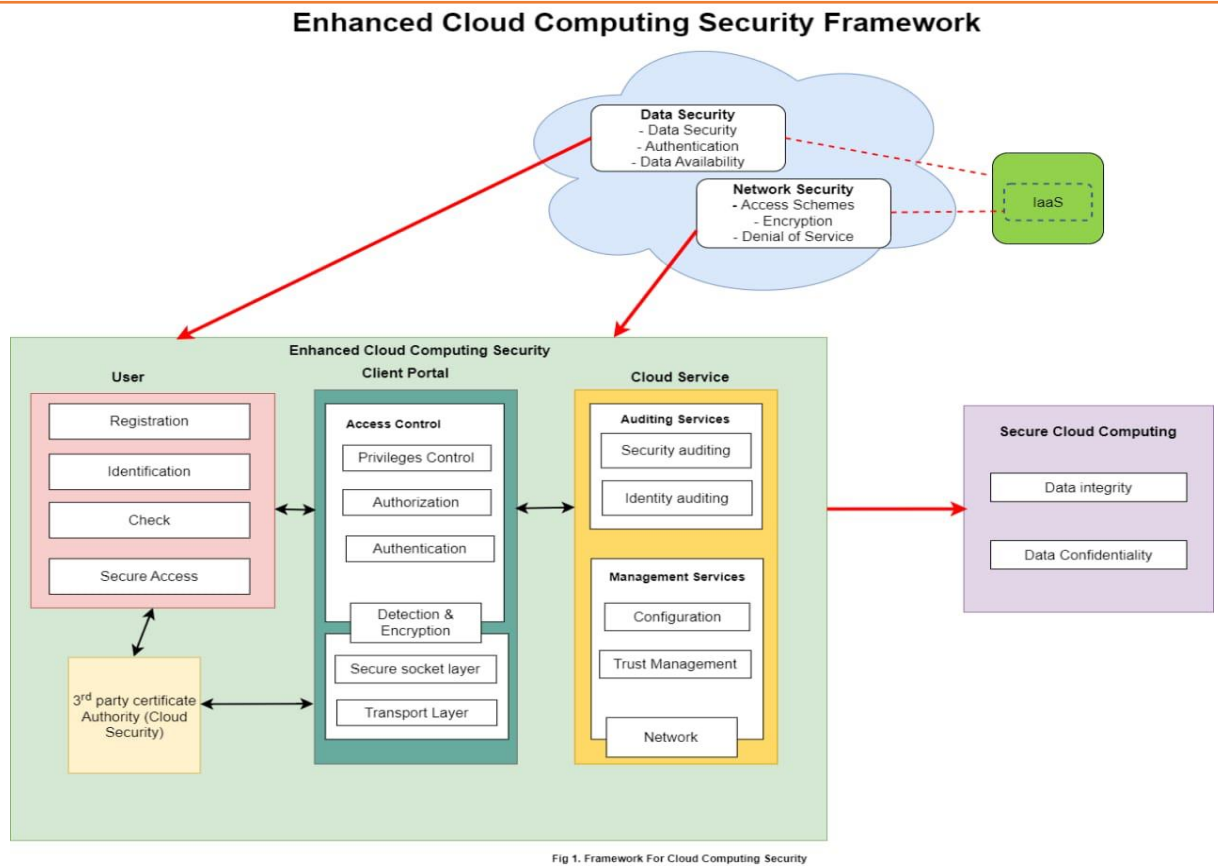 Enhanced Cloud Computing Security Framework
Data Security
- Data Security
- Authentication
- Data Availability
Network Security
- Access Schemes
- Encryption
- Denial of Service
IaaS
Enhanced Cloud Computing Security
User
Registration
Identification
Check
Secure Access
3rd party certificate
Authority (Cloud
Security)
Client Portal
Access Control
Privileges Control
Authorization
Authentication
Detection &
Encryption
Secure socket layer
Transport Layer
Cloud Service
Auditing Services
Security auditing
Identity auditing
Management Services
Configuration
Trust Management
Network
Secure Cloud Computing
Data integrity
Data Confidentiality
Fig 1. Framework For Cloud Computing Security